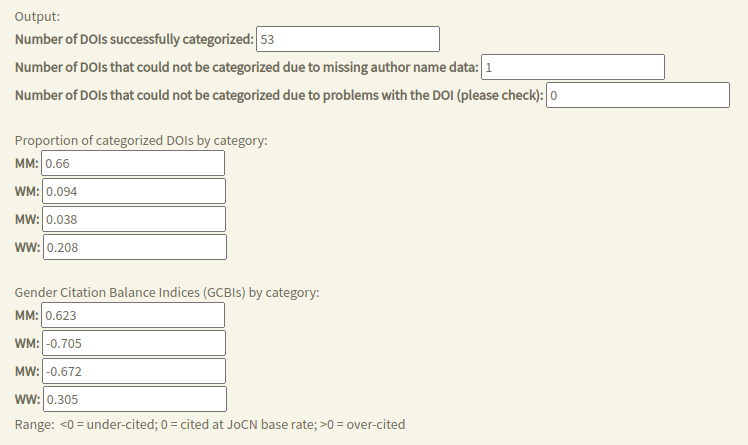 Output:
Number of DOIs successfully categorized: 53
Number of DOIs that could not be categorized due to missing author name data: 1
Number of DOIs that could not be categorized due to problems with the DOI (please check): 0
Proportion of categorized DOIs by category:
MM: 0.66
WM: 0.094
MW: 0.038
WW: 0.208
Gender Citation Balance Indices (GCBIs) by category:
MM: 0.623
WM: -0.705
MW: -0.672
WW: 0.305
Range: <0 = under-cited; 0 = cited at JoCN base rate; >0 = over-cited